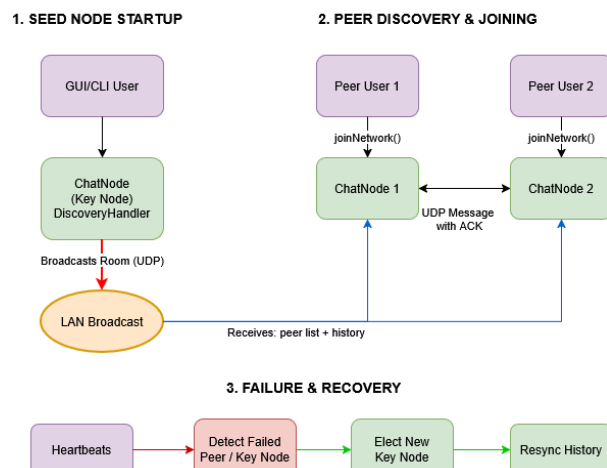 1. SEED NODE STARTUP
2. PEER DISCOVERY & JOINING
GUI/CLI User
Peer User 1
Peer User 2
joinNetwork()
joinNetwork()
ChatNode
(Key Node)
DiscoveryHandler
ChatNode 1
ChatNode 2
UDP Message
with ACK
Broadcasts Room (UDP)
LAN Broadcast
Receives: peer list + history
3. FAILURE & RECOVERY
Heartbeats
Detect Failed
Peer / Key Node
Elect New
Key Node
Resync History